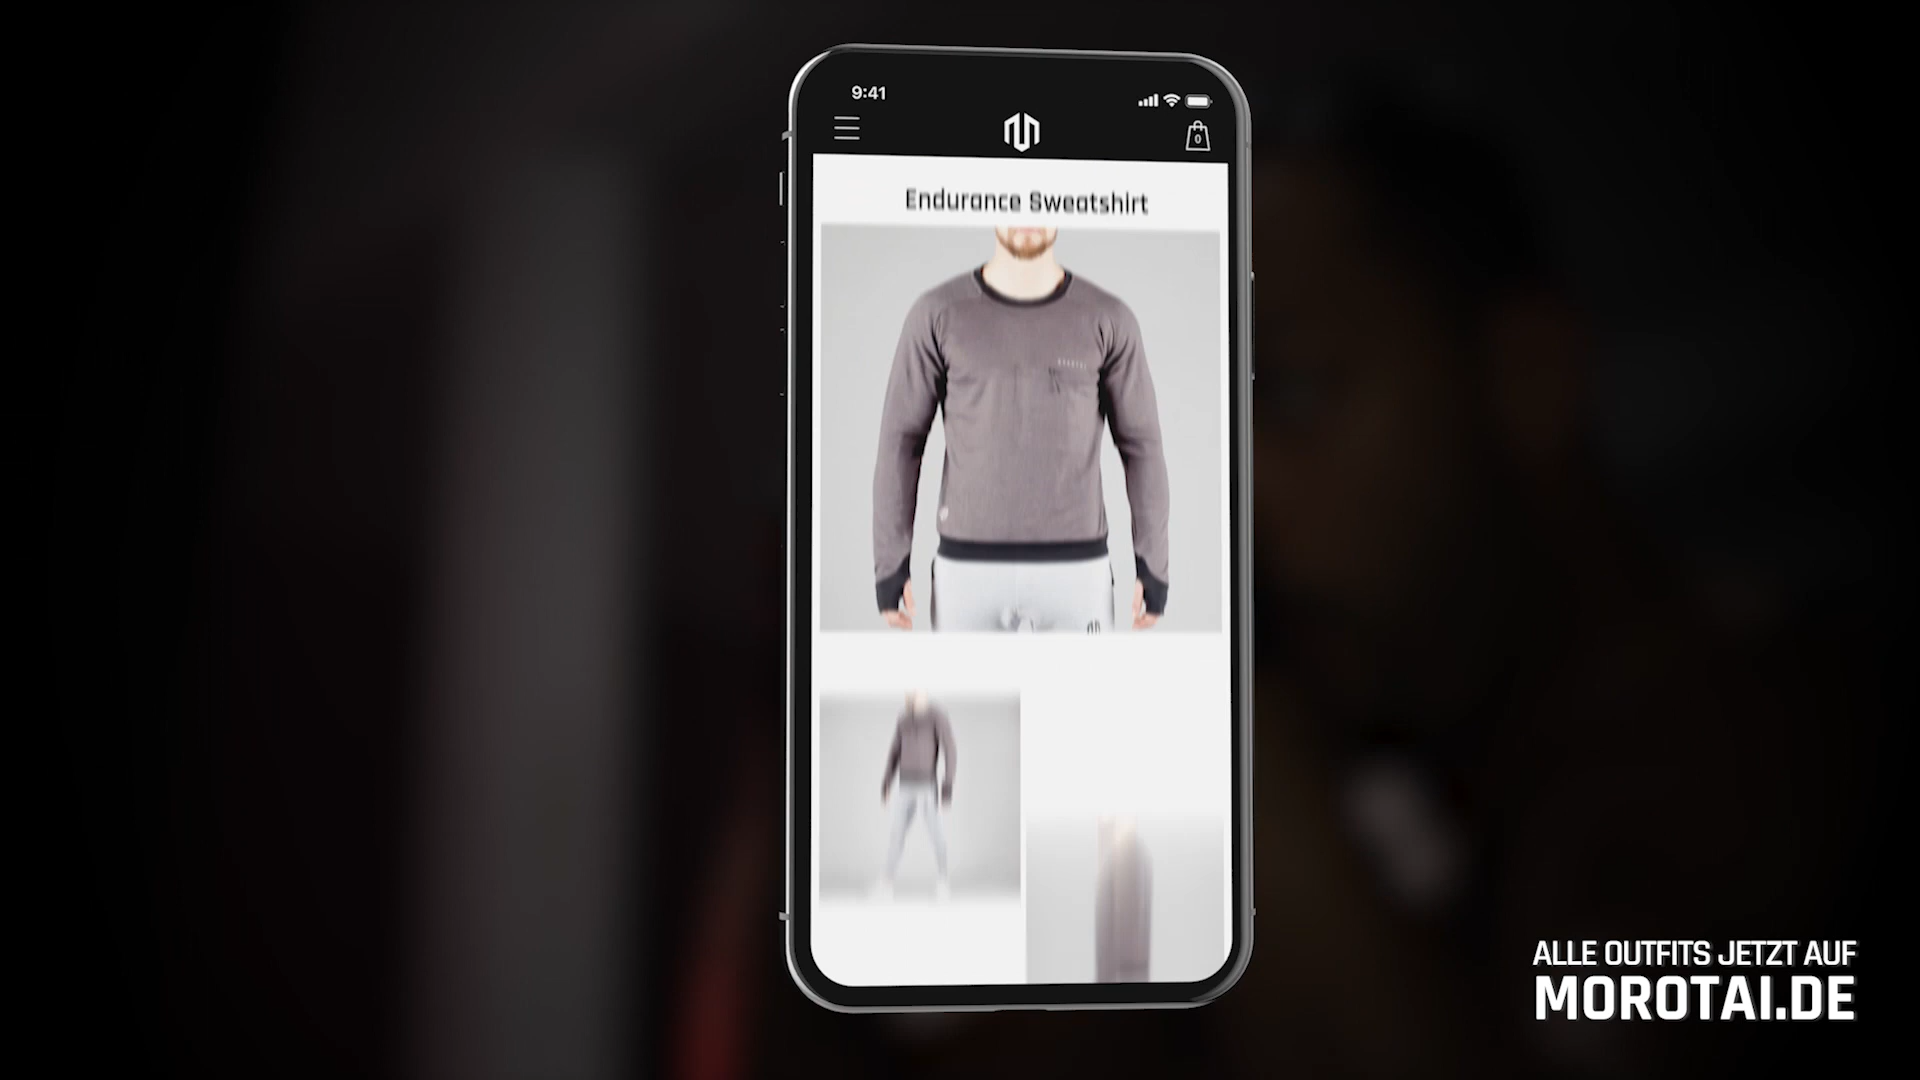 9:41
0
Endurance Sweatshirt
ALLE OUTFITS JETZT AUF
MOROTAI.DE